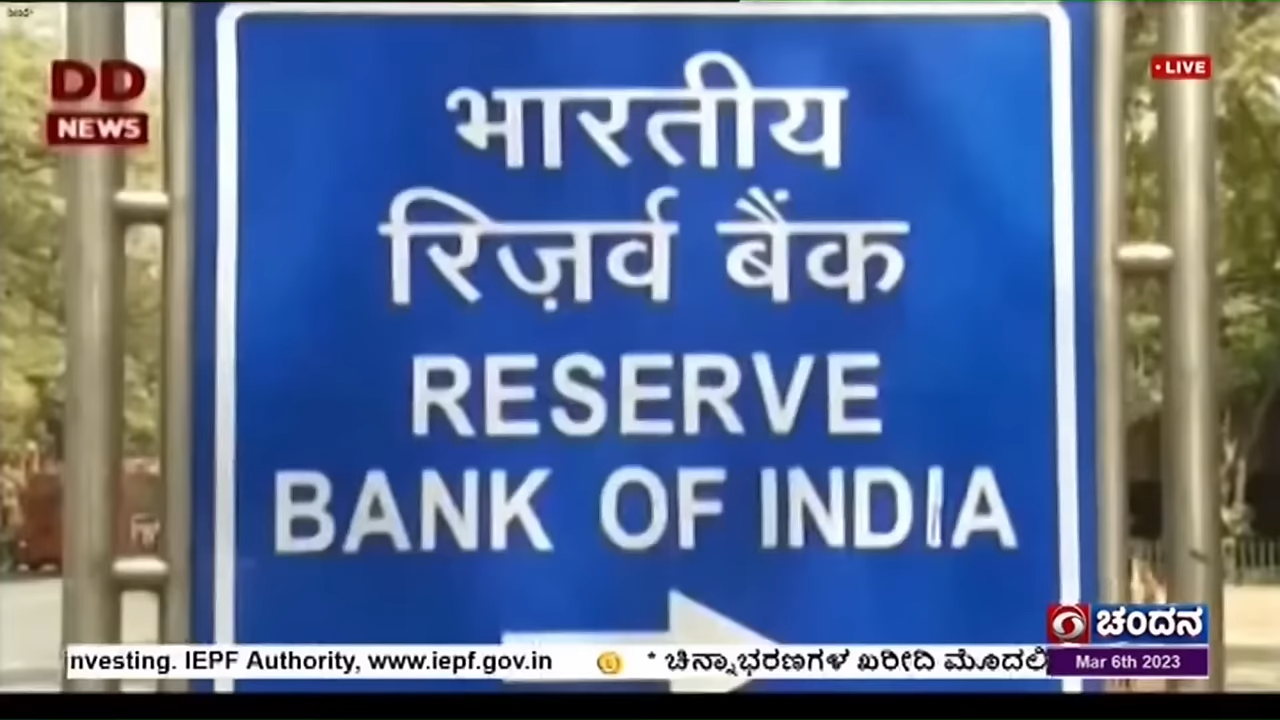 DD
NEWS
• LIVE
भारतीय
रिज़र्व बैंक
RESERVE
BANK OF INDIA
ಚಂದನ
nvesting. IEPF Authority, www.iepf.gov.in * ಚಿನ್ನಾಭರಣಗಳ ಖರೀದಿ ಮೊದಲಿ
Mar 6th 2023